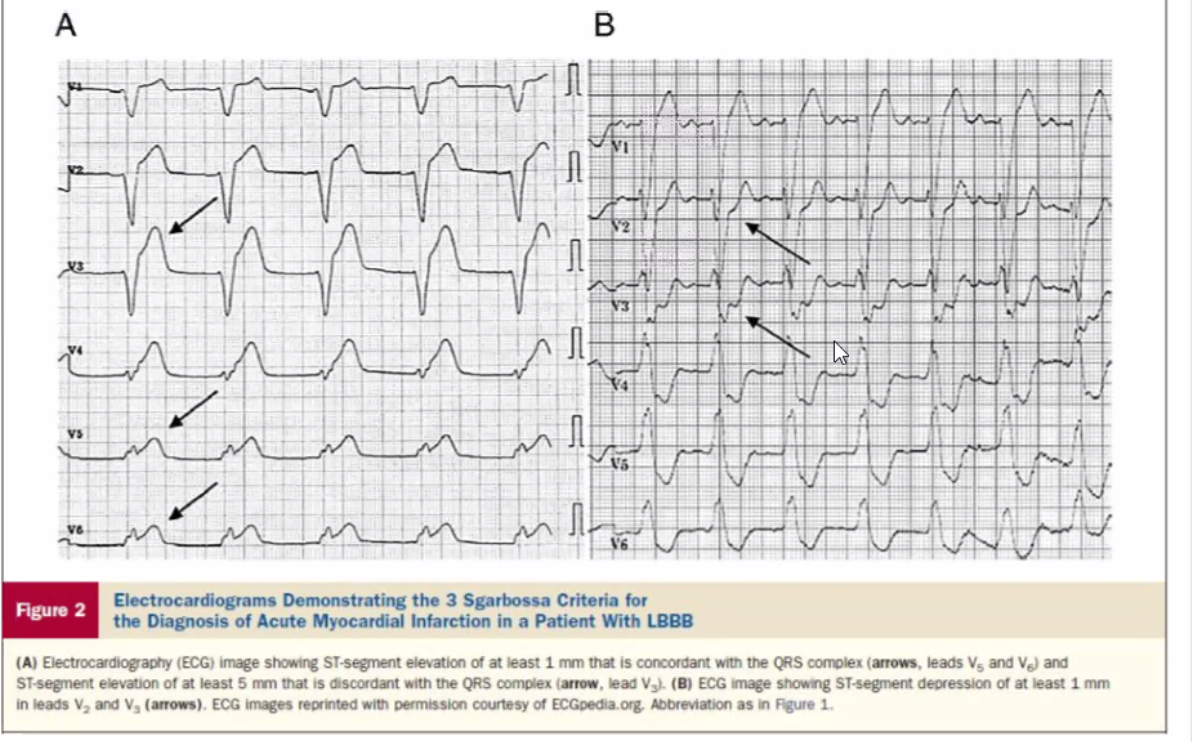 A
B
V1
V2
V3
V4
V5
V6
V1
V2
V3
V4
V5
V6
Figure 2
Electrocardiograms Demonstrating the 3 Sgarbossa Criteria for
the Diagnosis of Acute Myocardial Infarction in a Patient With LBBB
(A) Electrocardiography (ECG) image showing ST-segment elevation of at least 1 mm that is concordant with the QRS complex (arrows, leads V5 and V6) and
ST-segment elevation of at least 5 mm that is discordant with the QRS complex (arrow, lead V3). (B) ECG image showing ST-segment depression of at least 1 mm
in leads V2 and V3 (arrows). ECG images reprinted with permission courtesy of ECGpedia.org. Abbreviation as in Figure 1.